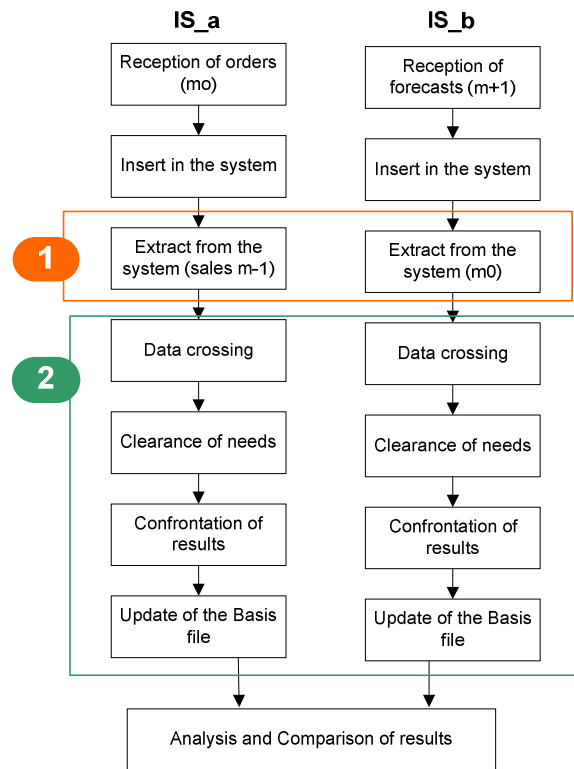 IS_a
IS_b
Reception of orders
(mo)
Reception of
forecasts (m+1)
Insert in the system
Insert in the system
1
Extract from the
system (sales m-1)
Extract from the
system (m0)
2
Data crossing
Data crossing
Clearance of needs
Clearance of needs
Confrontation of
results
Confrontation of
results
Update of the Basis
file
Update of the Basis
file
Analysis and Comparison of results